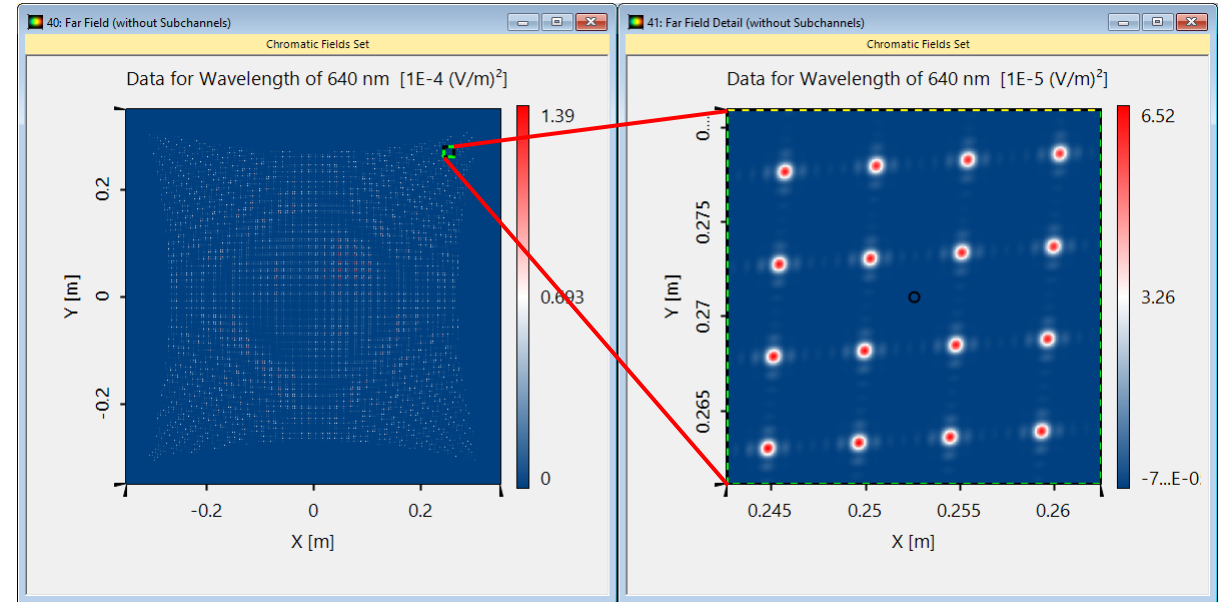 40: Far Field (without Subchannels)
Chromatic Fields Set
Data for Wavelength of 640 nm [1E-4 (V/m)²]
1.39
0.693
0
0.2
0
-0.2
Y [m]
-0.2
0
0.2
X [m]
41: Far Field Detail (without Subchannels)
Chromatic Fields Set
Data for Wavelength of 640 nm [1E-5 (V/m)²]
6.52
3.26
-7...E-0.
0....
0.275
0.27
0.265
Y [m]
0.245
0.25
0.255
0.26
X [m]